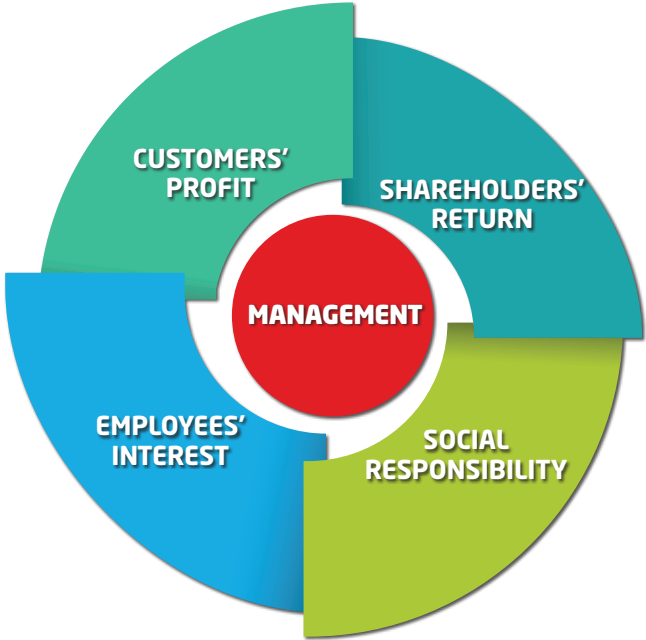 CUSTOMERS'
PROFIT
SHAREHOLDERS'
RETURN
MANAGEMENT
EMPLOYEES'
INTEREST
SOCIAL
RESPONSIBILITY